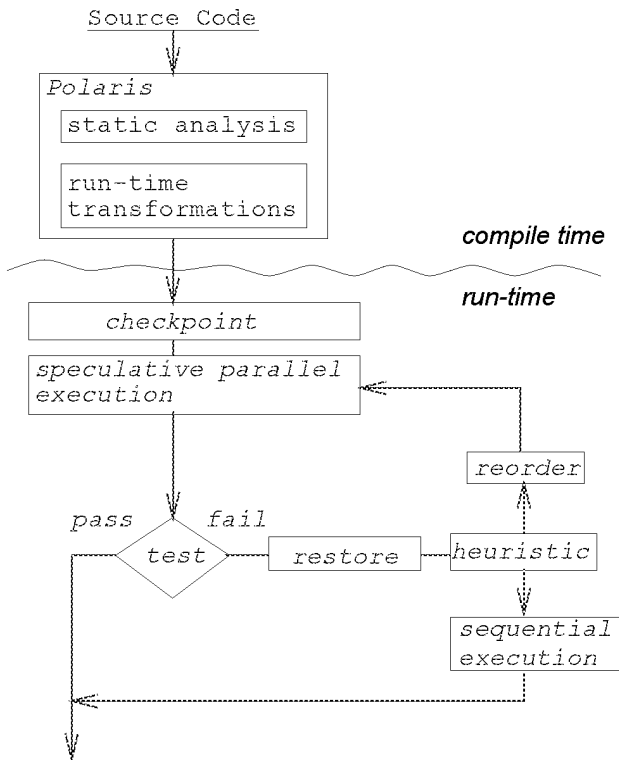 Source Code
Polaris
static analysis
run-time
transformations
compile time
run-time
checkpoint
speculative parallel
execution
reorder
pass
fail
test
restore
heuristic
sequential
execution